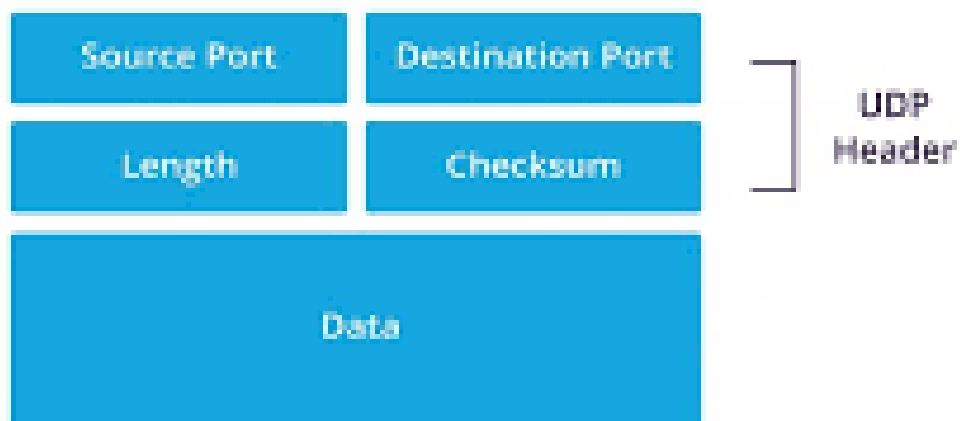 Source Port
Destination Port
UDP
Header
Length
Checksum
Data